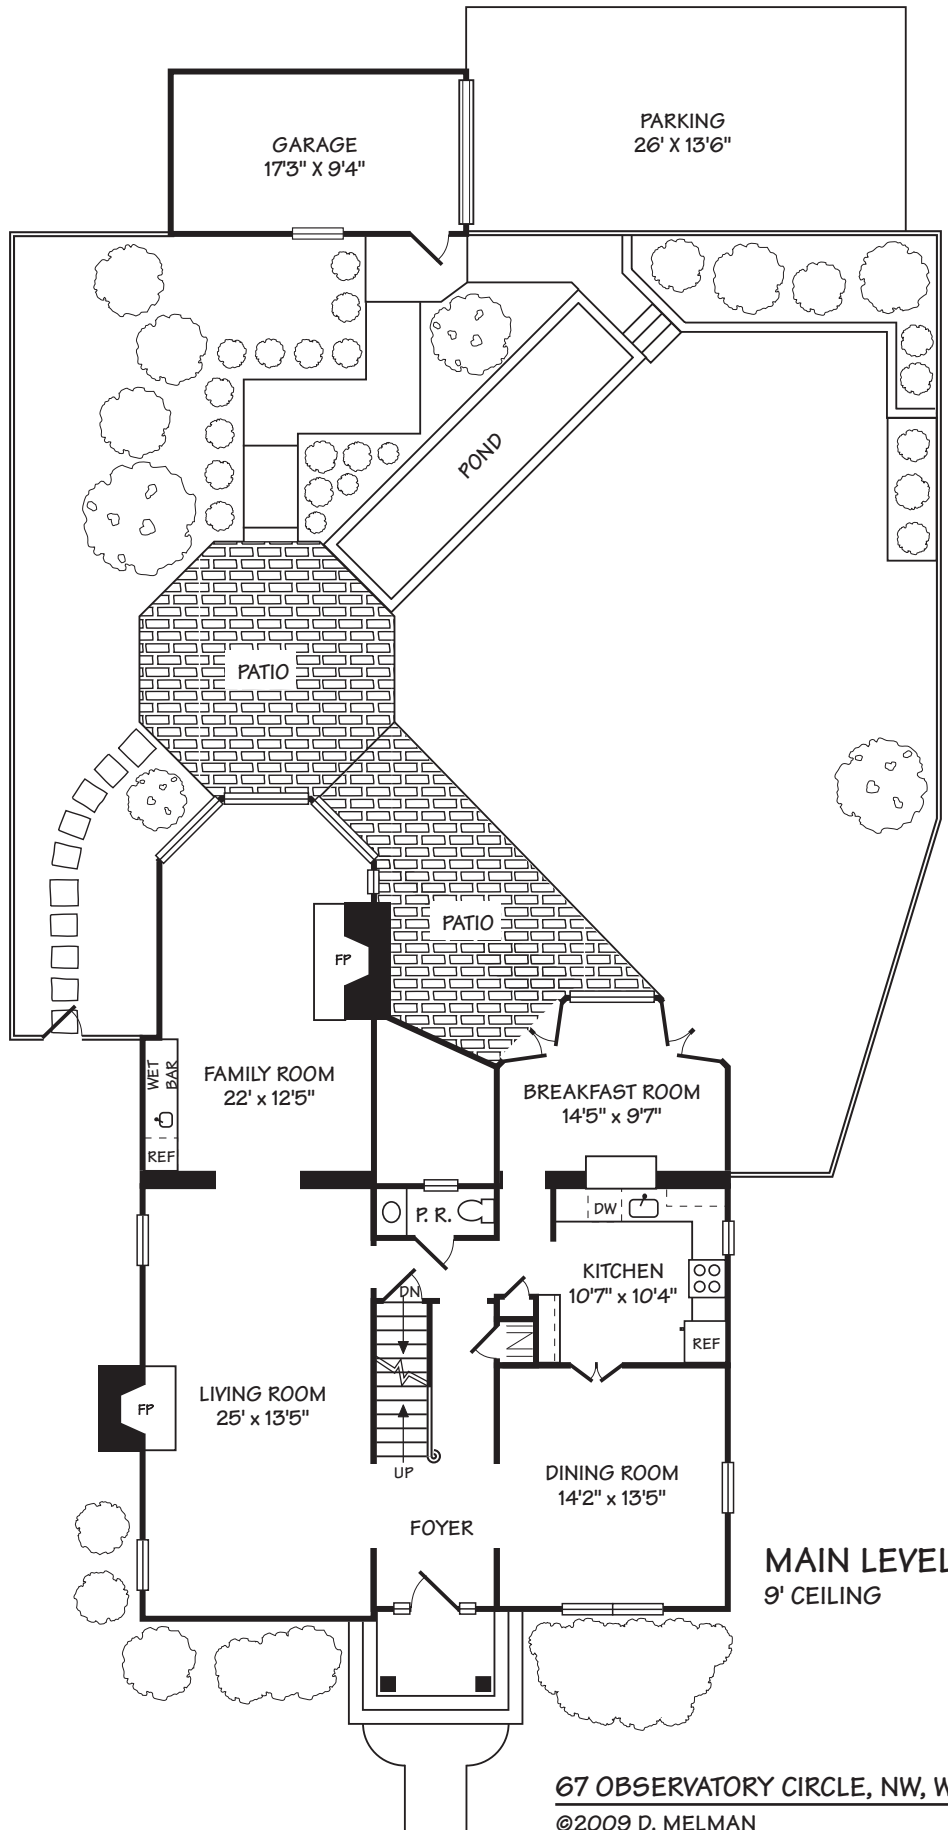 PARKING
26' X 13'6"
GARAGE
17'3" X 9'4"
POND
PATIO
PATIO
FP
FAMILY ROOM
22' x 12'5"
WET
BAR
REF
BREAKFAST ROOM
14'5" x 9'7"
P. R.
DW
KITCHEN
10'7" x 10'4"
REF
DN
LIVING ROOM
25' x 13'5"
FP
UP
DINING ROOM
14'2" x 13'5"
FOYER
MAIN LEVEL
9' CEILING
67 OBSERVATORY CIRCLE, NW, W
©2009 D. MELMAN